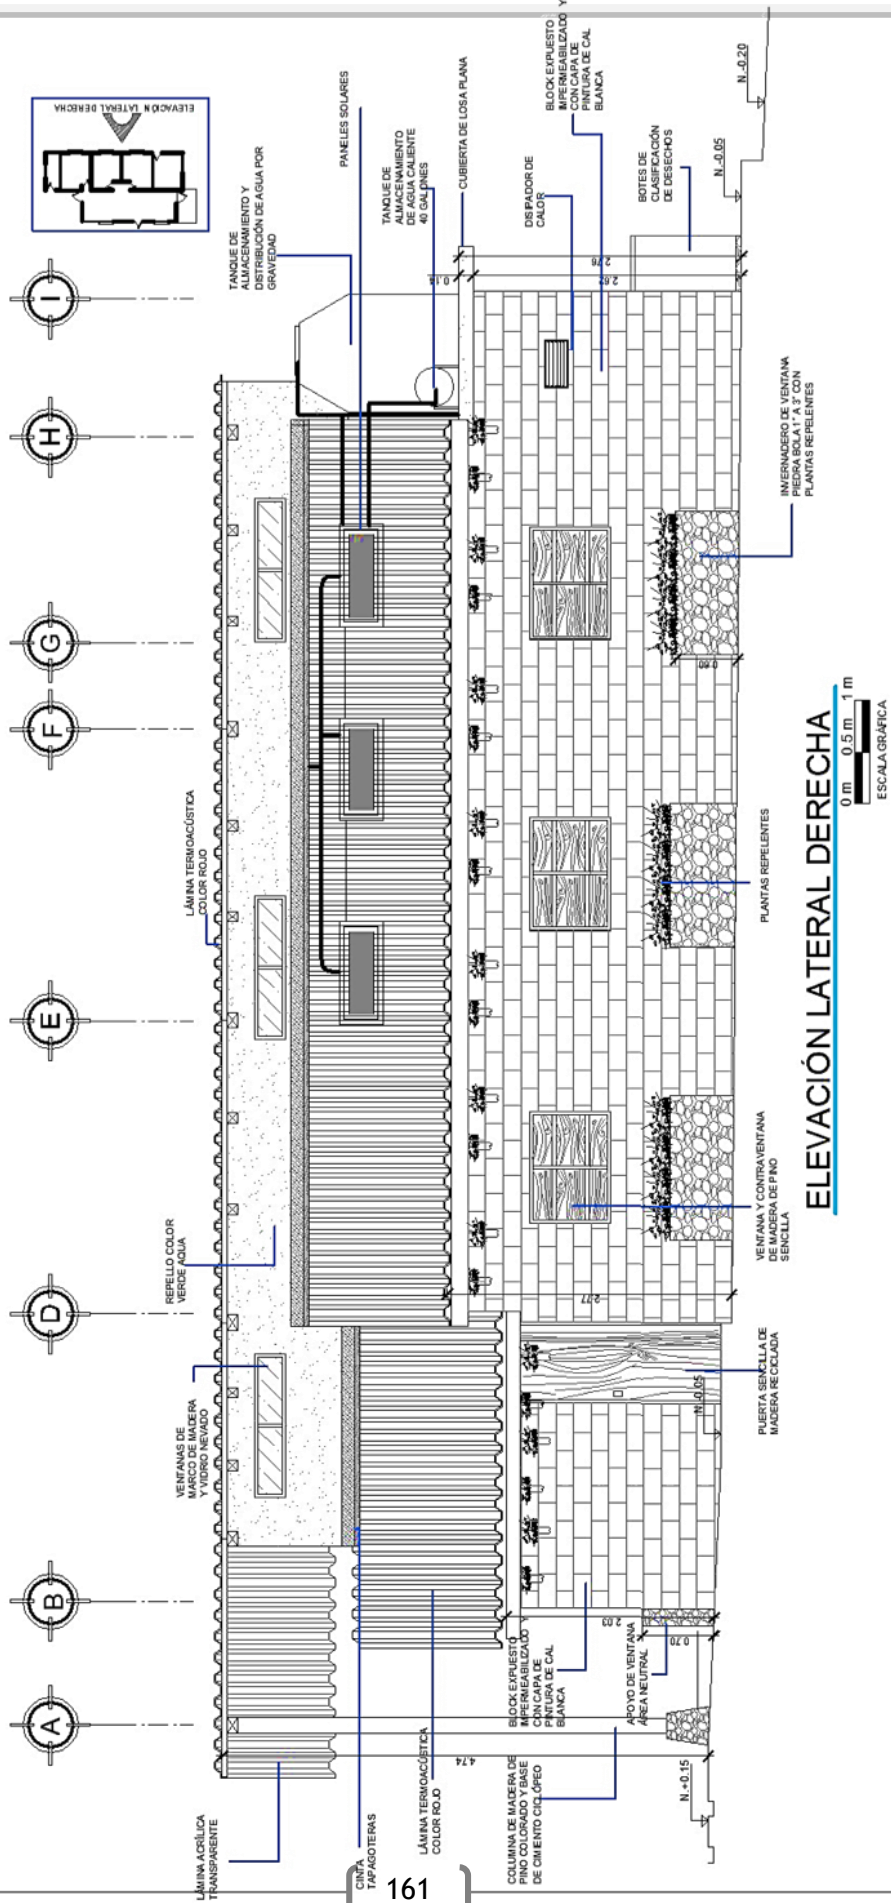 A
B
D
E
F
G
H
I
ELEVACIÓN LATERAL DERECHA
LÁMINA ACRÍLICA
TRANSPARENTE
VENTANAS DE
MARCO DE MADERA
Y VIDRIO NEVADO
REPELLO COLOR
VERDE AQUA
LÁMINA TERMOACÚSTICA
COLOR ROJO
TANQUE DE
ALMACENAMIENTO Y
DISTRIBUCIÓN DE AGUA POR
GRAVEDAD
PANELES SOLARES
TANQUE DE
ALMACENAMIENTO
DE AGUA CALIENTE
40 GALONES
CUBIERTA DE LOSA PLANA
DISIPADOR DE
CALOR
BLOCK EXPUESTO
IMPERMEABILIZADO Y
CON CAPA DE
PINTURA DE CAL
BLANCA
BOTES DE
CLASIFICACIÓN
DE DESECHOS
N.-0.05
N.-0.20
2.76
2.62
CINTA
TAPAGOTERAS
LÁMINA TERMOACÚSTICA
COLOR ROJO
4.74
COLUMNA DE MADERA DE
PINO COLORADO Y BASE
DE CIMIENTO CICLÓPEO
BLOCK EXPUESTO
IMPERMEABILIZADO Y
CON CAPA DE
PINTURA DE CAL
BLANCA
2.03
APOYO DE VENTANA
ÁREA NEUTRAL
0.70
N.+0.15
N.-0.05
2.77
0.60
PUERTA SENCILLA DE
MADERA RECICLADA
VENTANA Y CONTRAVENTANA
DE MADERA DE PINO
SENCILLA
PLANTAS REPELENTES
INVERNADERO DE VENTANA
PIEDRA BOLA 1" A 3" CON
PLANTAS REPELENTES
ELEVACIÓN LATERAL DERECHA
0 m 0.5 m 1 m
ESCALA GRÁFICA
161